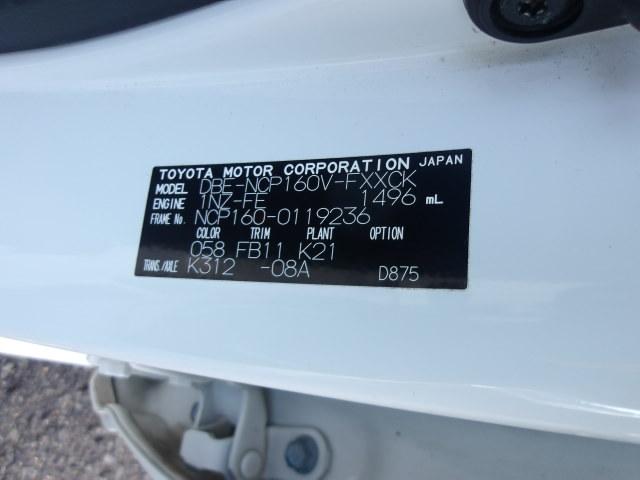 TOYOTA MOTOR CORPORATION JAPAN
MODEL DBE-NCP160V-FXXCK
ENGINE 1NZ-FE 1496 mL
FRAME No. NCP160-0119236
COLOR TRIM PLANT OPTION
058 FB11 K21
TRANS./AXLE K312 -08A
D875